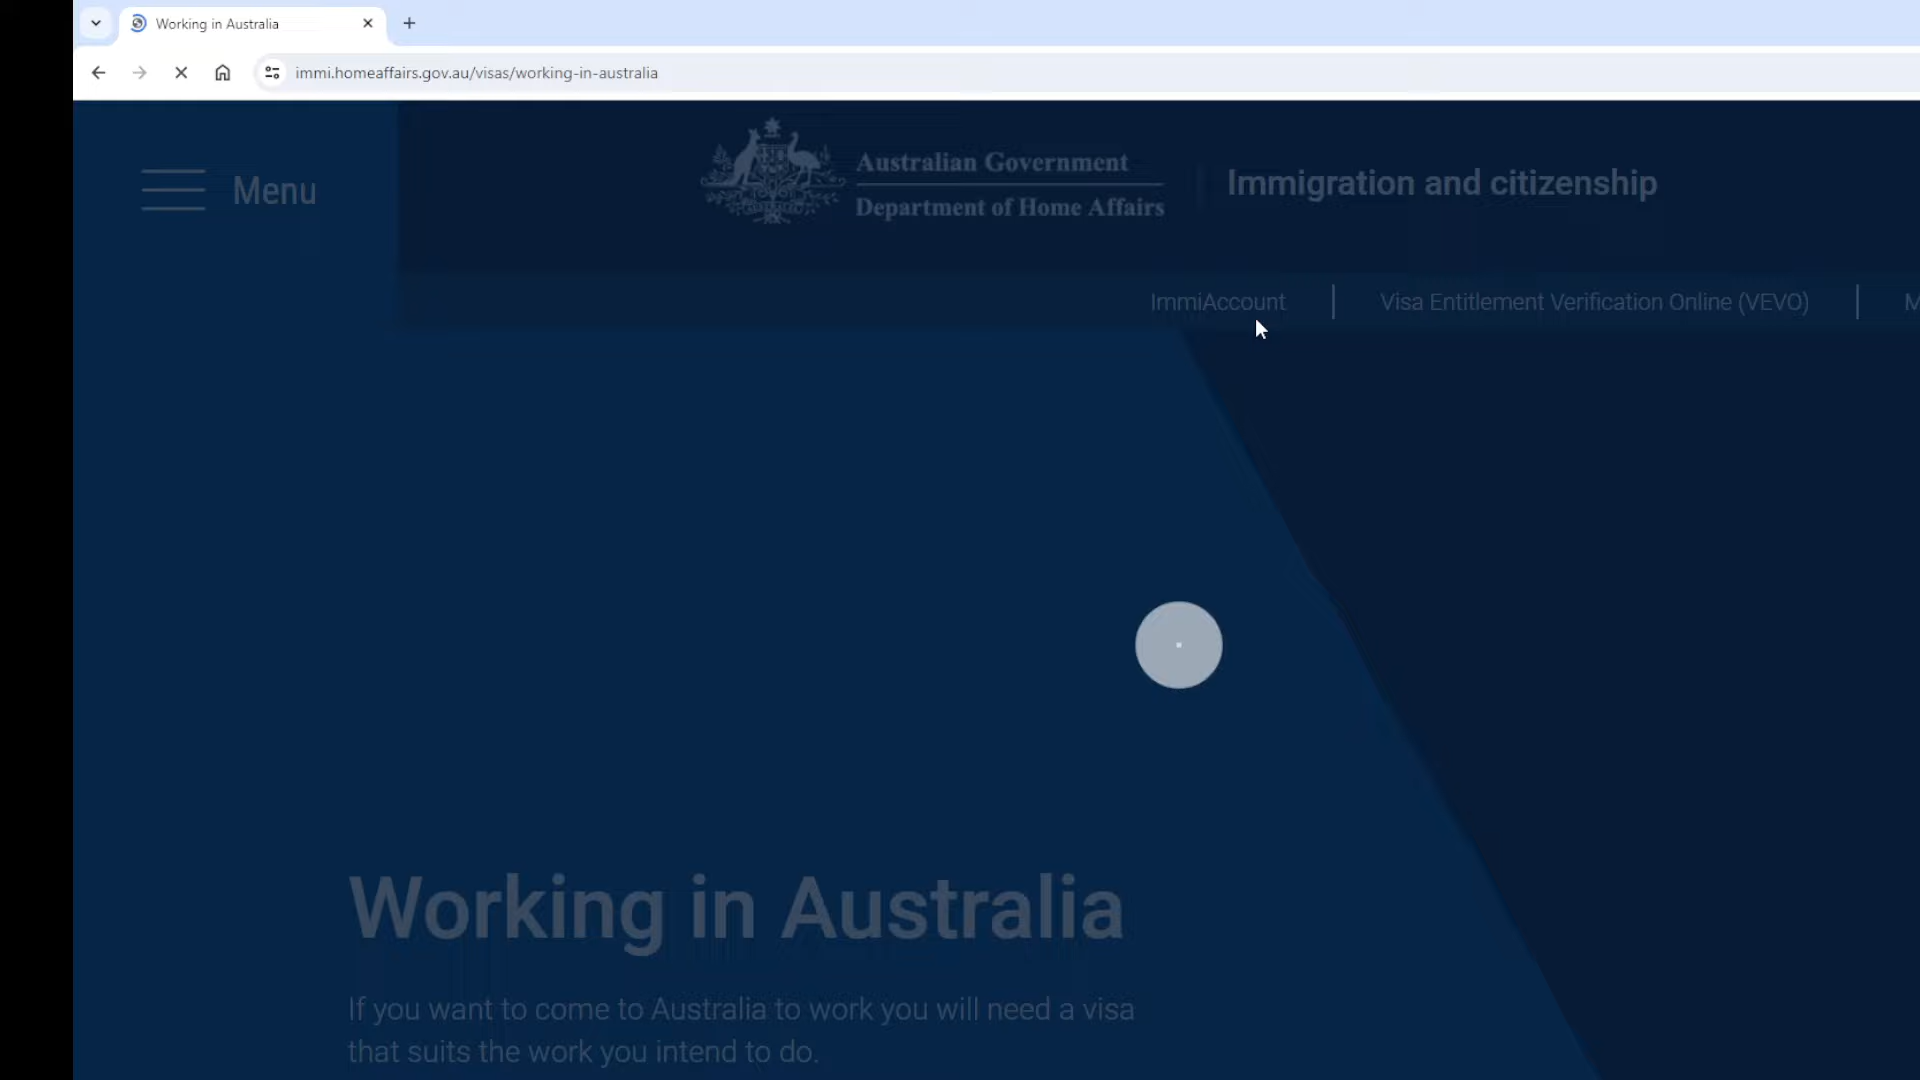 Working in Australia
immi.homeaffairs.gov.au/visas/working-in-australia
Menu
Australian Government
Department of Home Affairs
Immigration and citizenship
ImmiAccount
Visa Entitlement Verification Online (VEVO)
M
Working in Australia
If you want to come to Australia to work you will need a visa
that suits the work you intend to do.